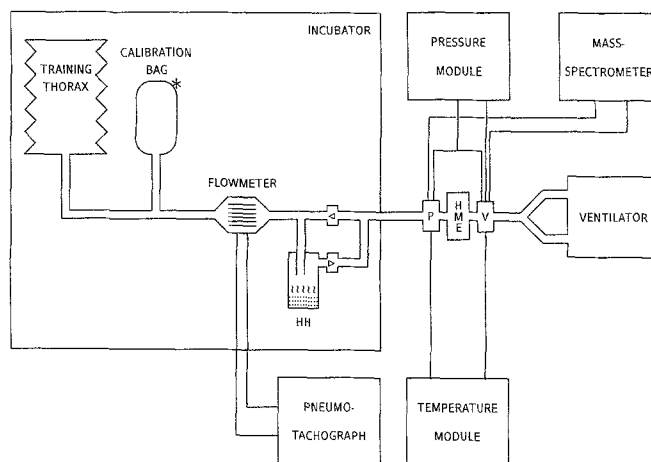 INCUBATOR
TRAINING
THORAX
CALIBRATION
BAG
*
FLOWMETER
HH
PRESSURE
MODULE
MASS-
SPECTROMETER
P
H
M
E
V
VENTILATOR
PNEUMO-
TACHOGRAPH
TEMPERATURE
MODULE